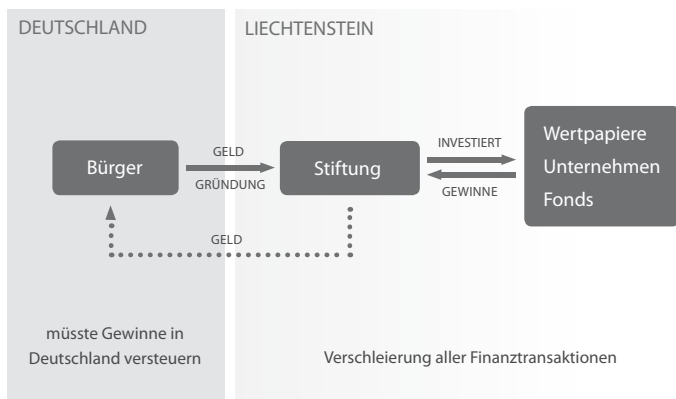 DEUTSCHLAND
LIECHTENSTEIN
Bürger
GELD
GRÜNDUNG
Stiftung
INVESTIERT
GEWINNE
Wertpapiere
Unternehmen
Fonds
GELD
müsste Gewinne in
Deutschland versteuern
Verschleierung aller Finanztransaktionen